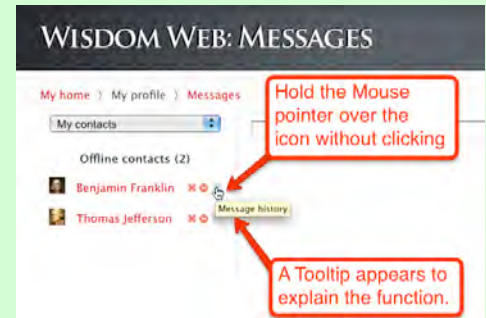 WISDOM WEB: MESSAGES
My home 〉 My profile 〉 Messages
Hold the Mouse
pointer over the
icon without clicking
My contacts
Offline contacts (2)
Benjamin Franklin
Message history
Thomas Jefferson
A Tooltip appears to
explain the function.